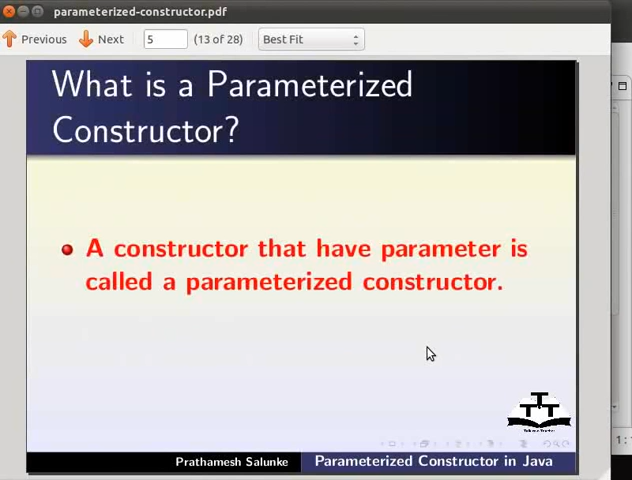 parameterized-constructor.pdf
Previous Next 5 (13 of 28) Best Fit
What is a Parameterized
Constructor?
A constructor that have parameter is
called a parameterized constructor.
Prathamesh Salunke Parameterized Constructor in Java